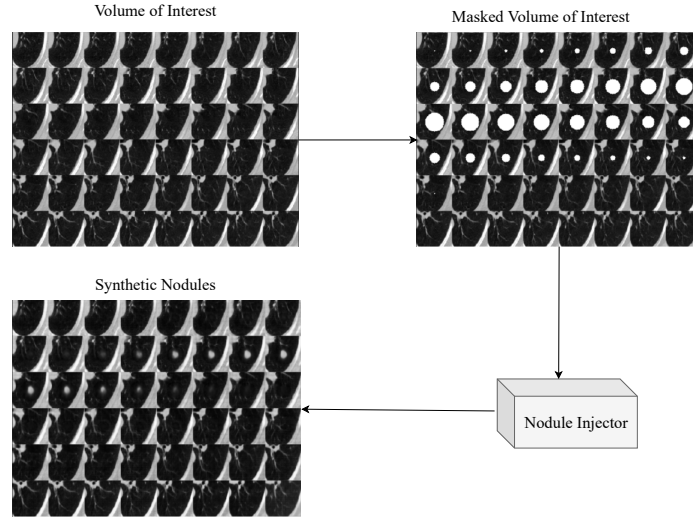 Volume of Interest
Masked Volume of Interest
Synthetic Nodules
Nodule Injector